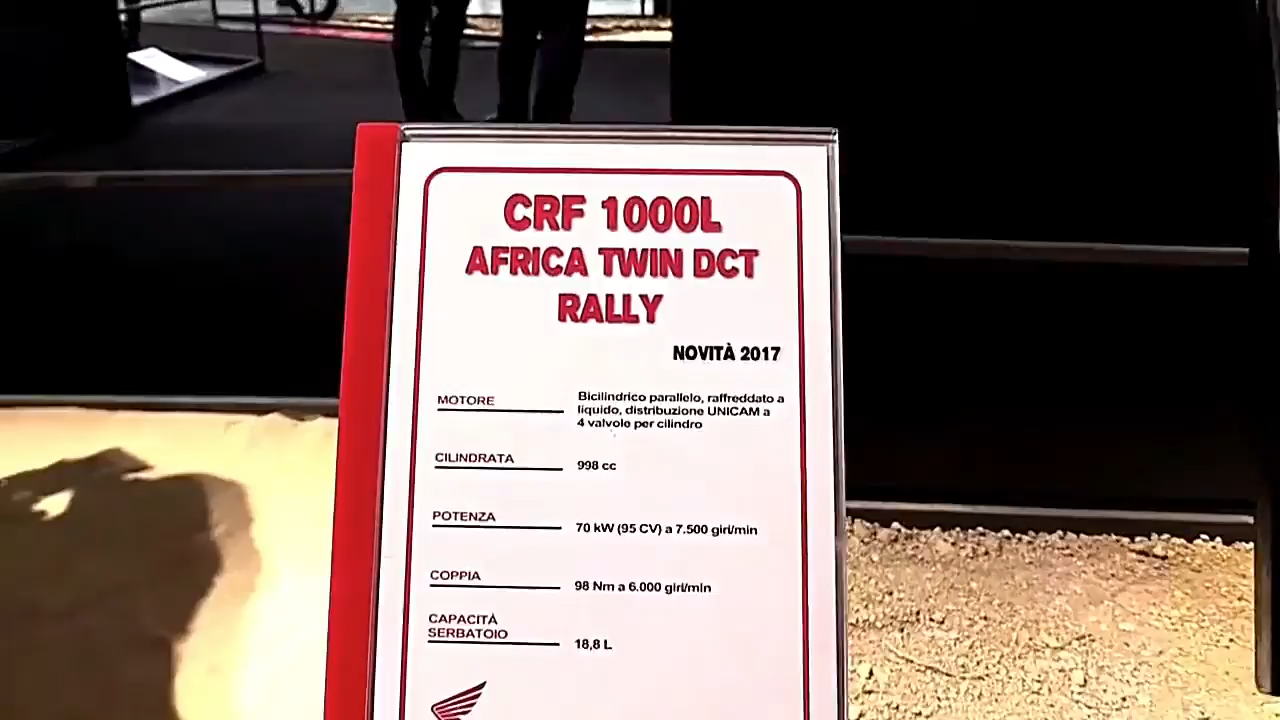 CRF 1000L
AFRICA TWIN DCT
RALLY
NOVITÀ 2017
MOTORE
Bicilindrico parallelo, raffreddato a
liquido, distribuzione UNICAM a
4 valvole per cilindro
CILINDRATA
998 cc
POTENZA
70 kW (95 CV) a 7.500 giri/min
COPPIA
98 Nm a 6.000 giri/min
CAPACITÀ
SERBATOIO
18,8 L